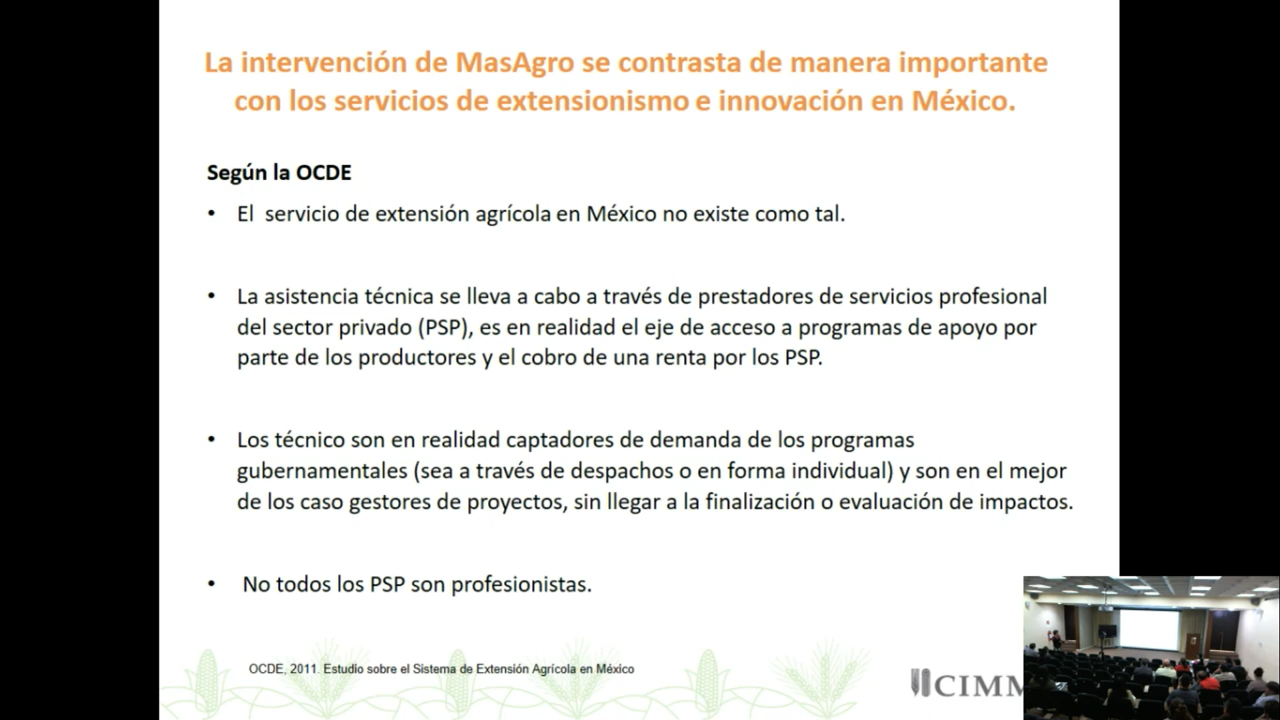 La intervención de MasAgro se contrasta de manera importante
con los servicios de extensionismo e innovación en México.
Según la OCDE
• El servicio de extensión agrícola en México no existe como tal.
• La asistencia técnica se lleva a cabo a través de prestadores de servicios profesional
del sector privado (PSP), es en realidad el eje de acceso a programas de apoyo por
parte de los productores y el cobro de una renta por los PSP.
• Los técnico son en realidad captadores de demanda de los programas
gubernamentales (sea a través de despachos o en forma individual) y son en el mejor
de los caso gestores de proyectos, sin llegar a la finalización o evaluación de impactos.
• No todos los PSP son profesionistas.
OCDE, 2011. Estudio sobre el Sistema de Extensión Agrícola en México